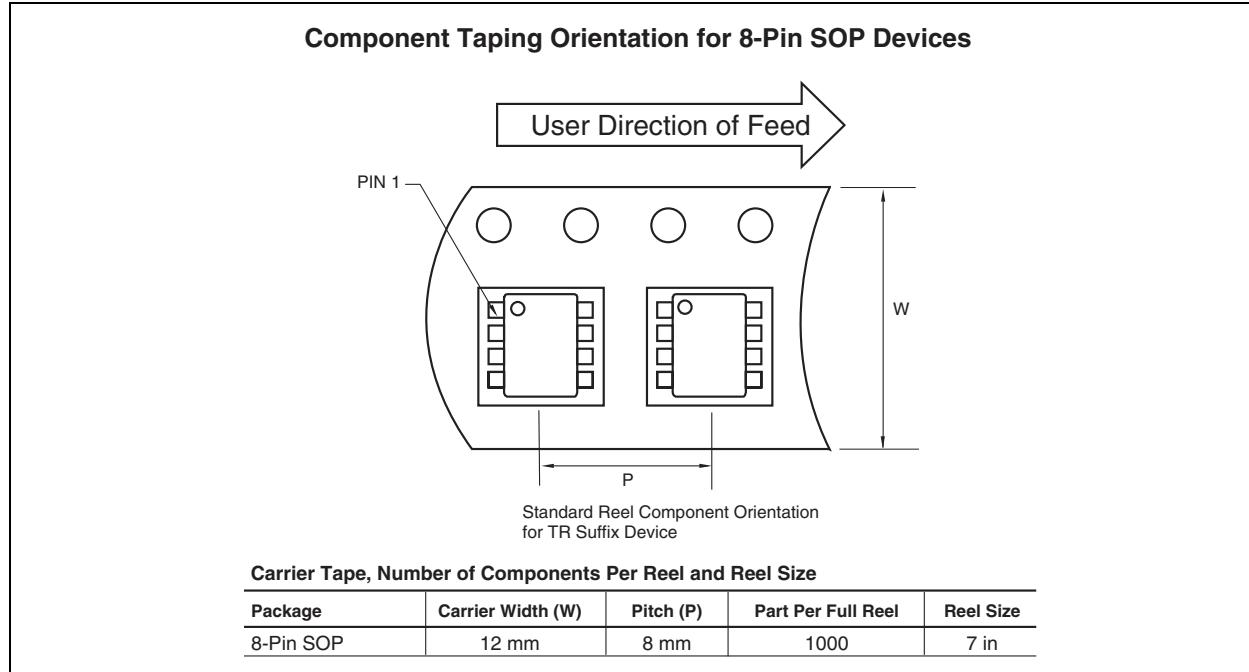 Component Taping Orientation for 8-Pin SOP Devices
User Direction of Feed
PIN 1
W
P
Standard Reel Component Orientation
for TR Suffix Device
Carrier Tape, Number of Components Per Reel and Reel Size
Package Carrier Width (W) Pitch (P) Part Per Full Reel Reel Size
8-Pin SOP 12 mm 8 mm 1000 7 in